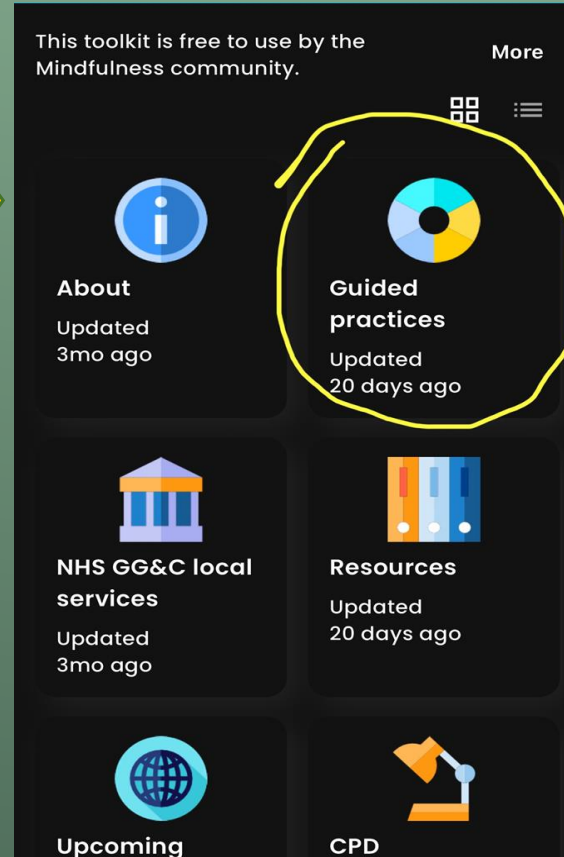 This toolkit is free to use by the
Mindfulness community.
More
About
Updated
3mo ago
Guided
practices
Updated
20 days ago
NHS GG&C local
services
Updated
3mo ago
Resources
Updated
20 days ago
Upcoming
CPD